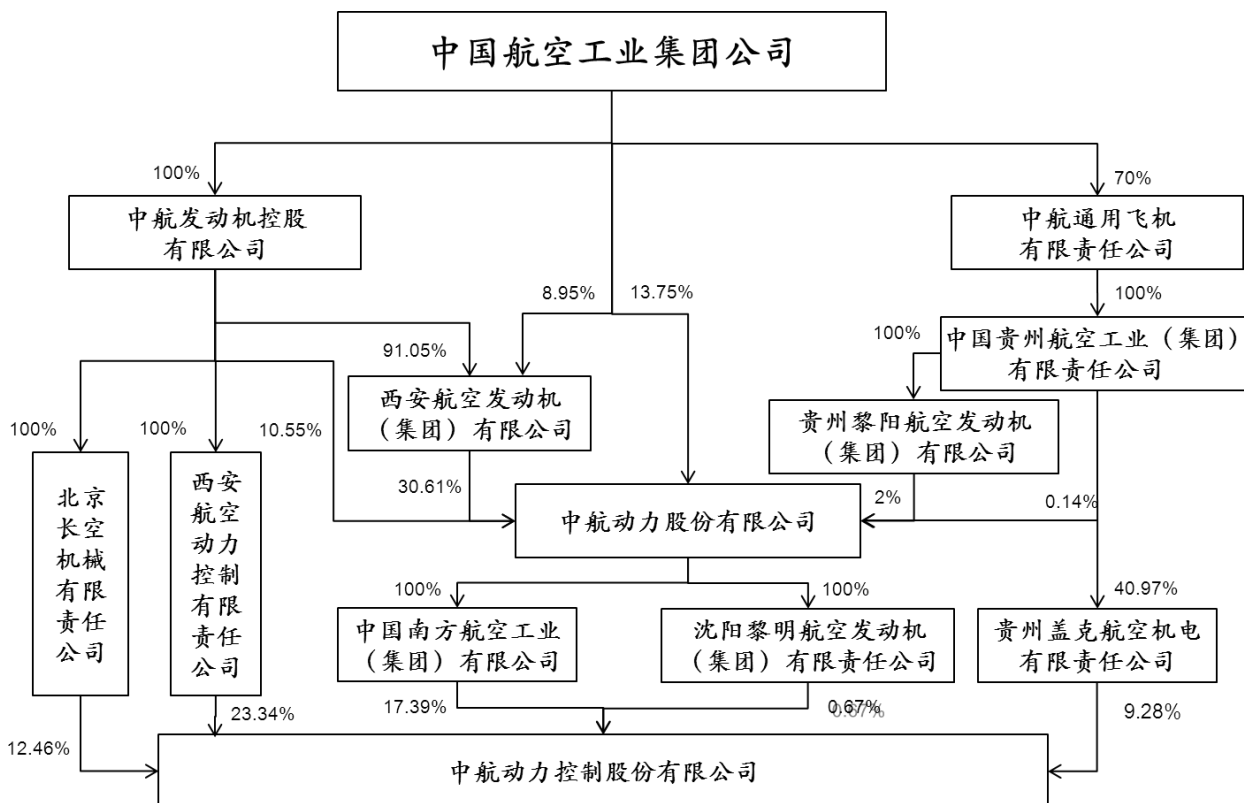 中国航空工业集团公司
100%
70%
中航发动机控股
有限公司
中航通用飞机
有限责任公司
8.95%
13.75%
100%
91.05%
100%
中国贵州航空工业（集团）
有限责任公司
西安航空发动机
（集团）有限公司
贵州黎阳航空发动机
（集团）有限公司
100%
100%
10.55%
30.61%
2%
0.14%
北京
长空
机械
有限
责任
公司
西安
航空
动力
控制
有限
责任
公司
中航动力股份有限公司
100%
100%
40.97%
中国南方航空工业
（集团）有限公司
沈阳黎明航空发动机
（集团）有限责任公司
贵州盖克航空机电
有限责任公司
12.46%
23.34%
17.39%
0.67%
0.67%
9.28%
中航动力控制股份有限公司